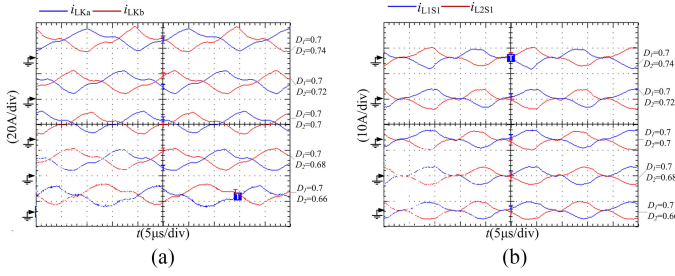 iLKa iLKb
(20A/div)
D1=0.7
D2=0.74
D1=0.7
D2=0.72
D1=0.7
D2=0.7
D1=0.7
D2=0.68
D1=0.7
D2=0.66
T
t(5μs/div)
(a)
iL1S1 iL2S1
(10A/div)
T
D1=0.7
D2=0.74
D1=0.7
D2=0.72
D1=0.7
D2=0.7
D1=0.7
D2=0.68
D1=0.7
D2=0.66
t(5μs/div)
(b)